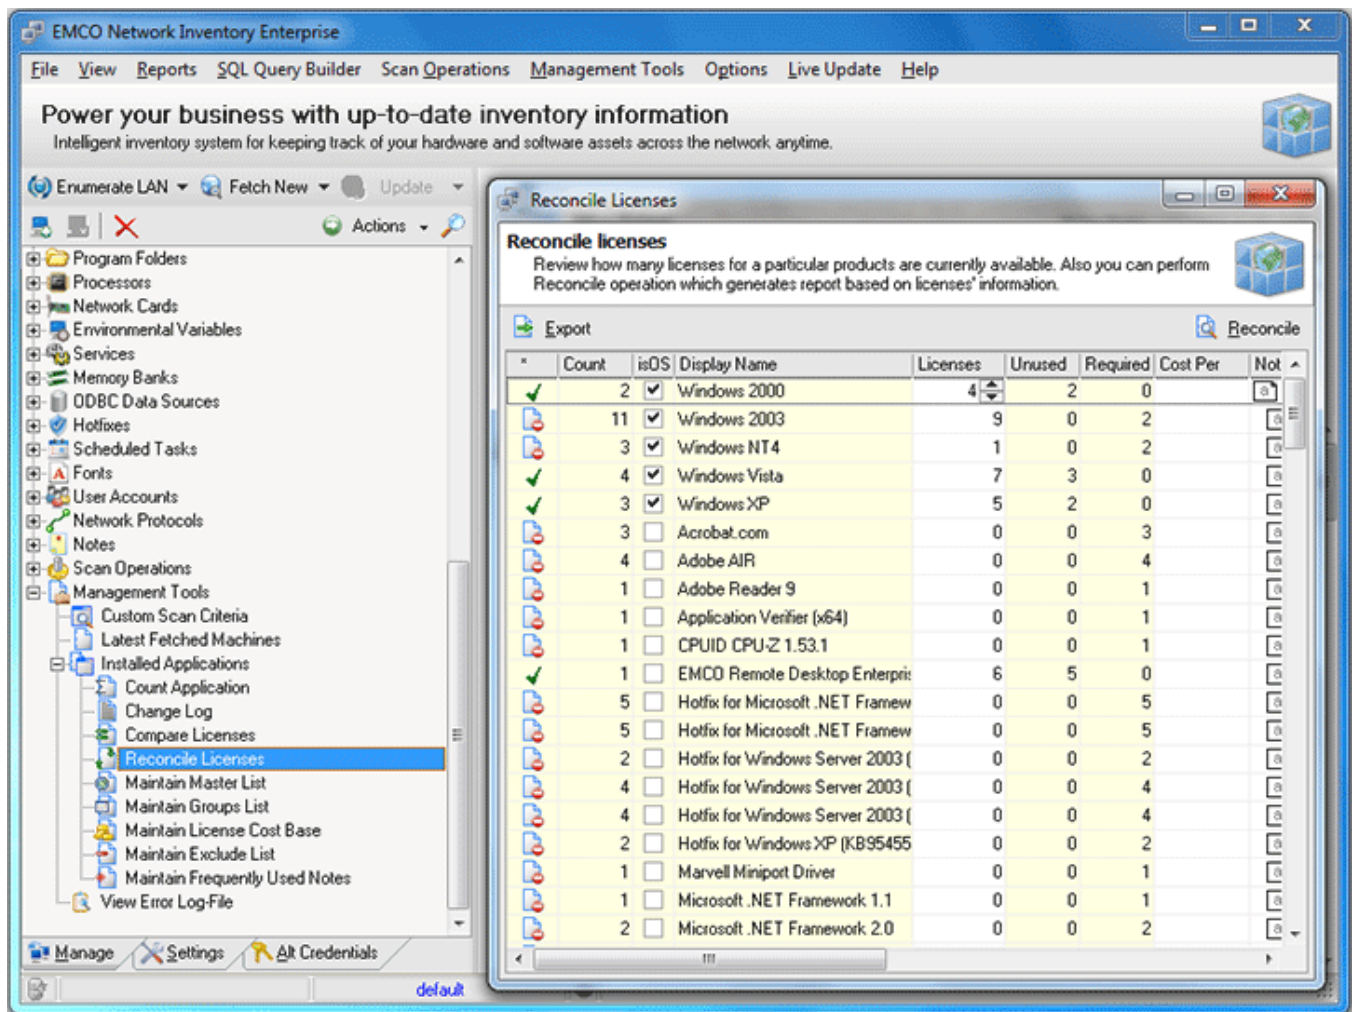 EMCO Network Inventory Enterprise
File View Reports SQL Query Builder Scan Operations Management Tools Options Live Update Help
Power your business with up-to-date inventory information
Intelligent inventory system for keeping track of your hardware and software assets across the network anytime.
Enumerate LAN Fetch New Update
Actions
Program Folders
Processors
Network Cards
Environmental Variables
Services
Memory Banks
ODBC Data Sources
Hotfixes
Scheduled Tasks
Fonts
User Accounts
Network Protocols
Notes
Scan Operations
Management Tools
Custom Scan Criteria
Latest Fetched Machines
Installed Applications
Count Application
Change Log
Compare Licenses
Reconcile Licenses
Maintain Master List
Maintain Groups List
Maintain License Cost Base
Maintain Exclude List
Maintain Frequently Used Notes
View Error Log-File
Manage Settings Alt Credentials
default
Reconcile Licenses
Reconcile licenses
Review how many licenses for a particular products are currently available. Also you can perform
Reconcile operation which generates report based on licenses' information.
Export Reconcile
* Count isOS Display Name Licenses Unused Required Cost Per Not
2 Windows 2000 4 2 0 a
11 Windows 2003 9 0 2 a
3 Windows NT4 1 0 2 a
4 Windows Vista 7 3 0 a
3 Windows XP 5 2 0 a
3 Acrobat.com 0 0 3 a
4 Adobe AIR 0 0 4 a
1 Adobe Reader 9 0 0 1 a
1 Application Verifier (x64) 0 0 1 a
1 CPUID CPU-Z 1.53.1 0 0 1 a
1 EMCO Remote Desktop Enterpris 6 5 0 a
5 Hotfix for Microsoft .NET Framew 0 0 5 a
5 Hotfix for Microsoft .NET Framew 0 0 5 a
2 Hotfix for Windows Server 2003 ( 0 0 2 a
4 Hotfix for Windows Server 2003 ( 0 0 4 a
4 Hotfix for Windows Server 2003 ( 0 0 4 a
2 Hotfix for Windows XP (KB95455 0 0 2 a
1 Marvell Miniport Driver 0 0 1 a
1 Microsoft .NET Framework 1.1 0 0 1 a
2 Microsoft .NET Framework 2.0 0 0 2 a